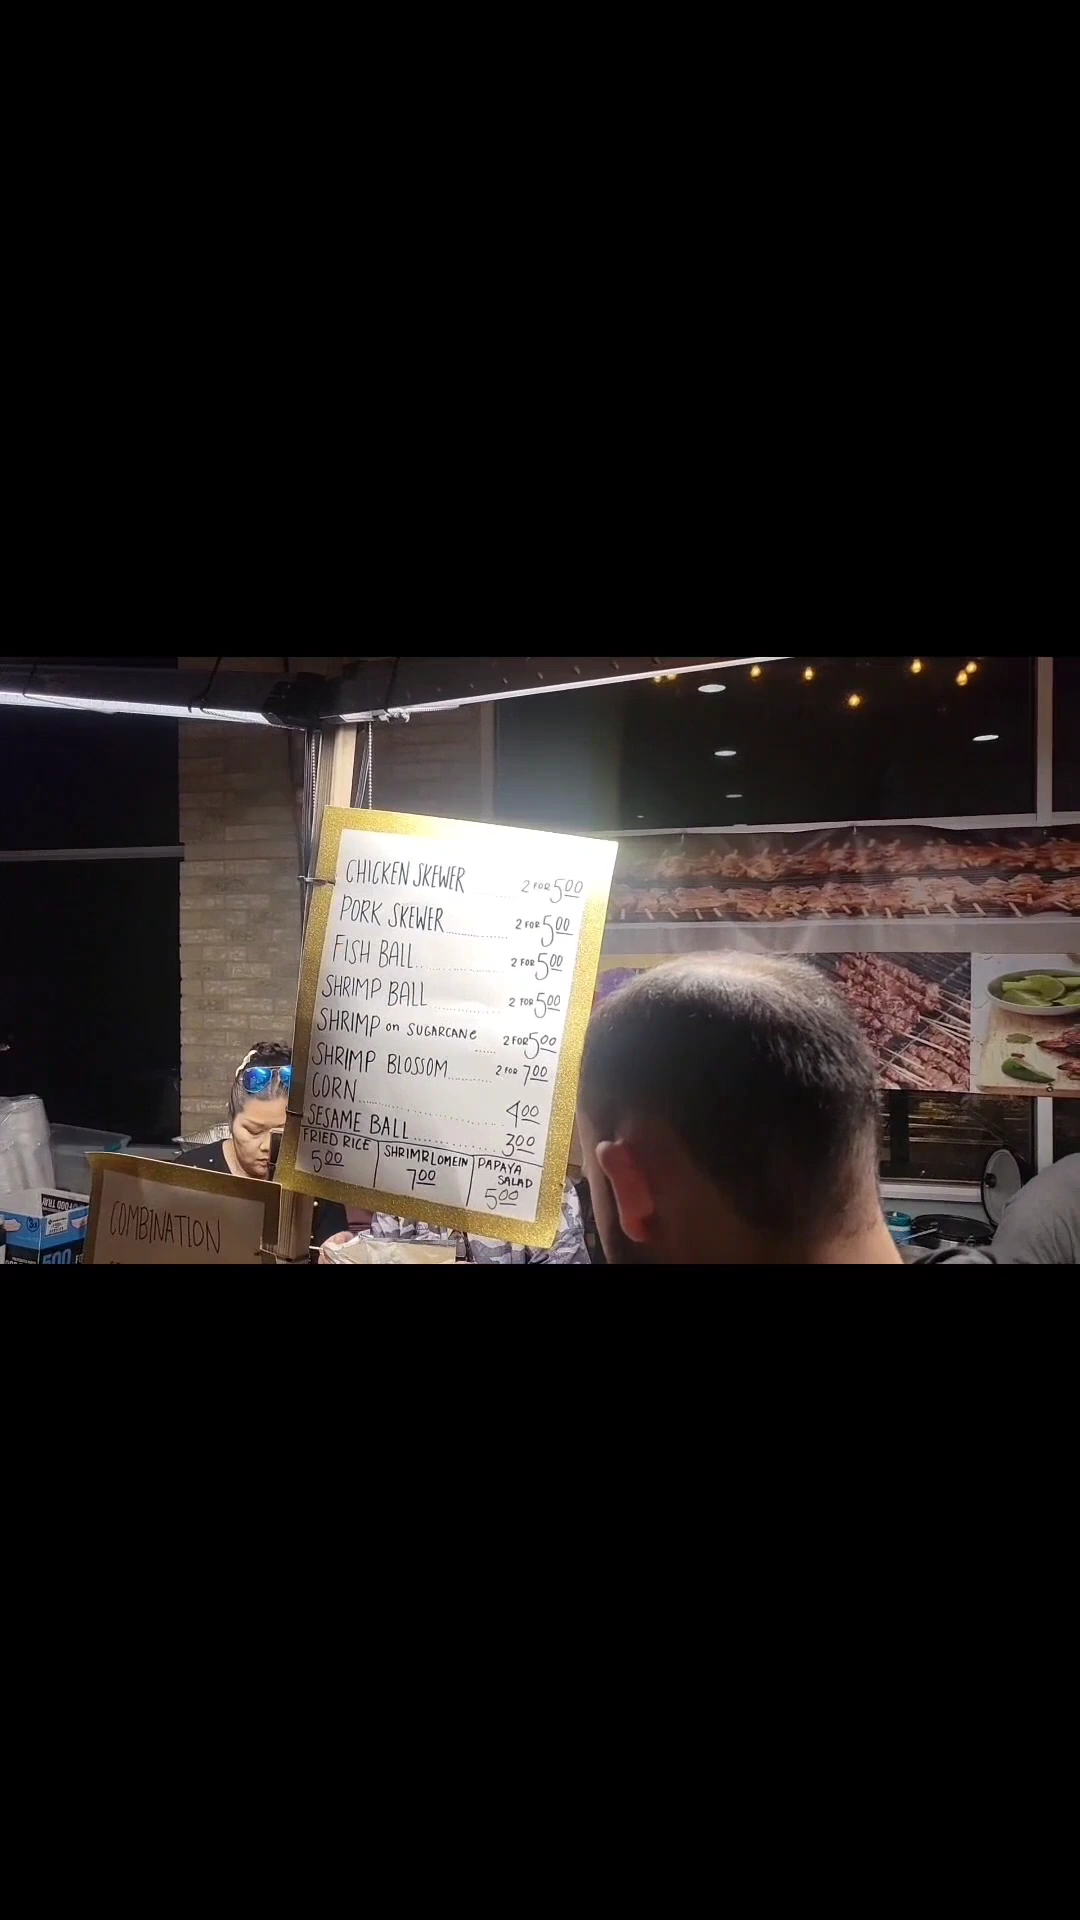 CHICKEN SKEWER 2 FOR 5.00
PORK SKEWER 2 FOR 5.00
FISH BALL 2 FOR 5.00
SHRIMP BALL 2 FOR 5.00
SHRIMP on SUGARCANE 2 FOR 5.00
SHRIMP BLOSSOM 2 FOR 7.00
CORN 4.00
SESAME BALL 3.00
FRIED RICE
5.00
SHRIMP LOMEIN
7.00
PAPAYA
SALAD
5.00
COMBINATION
500